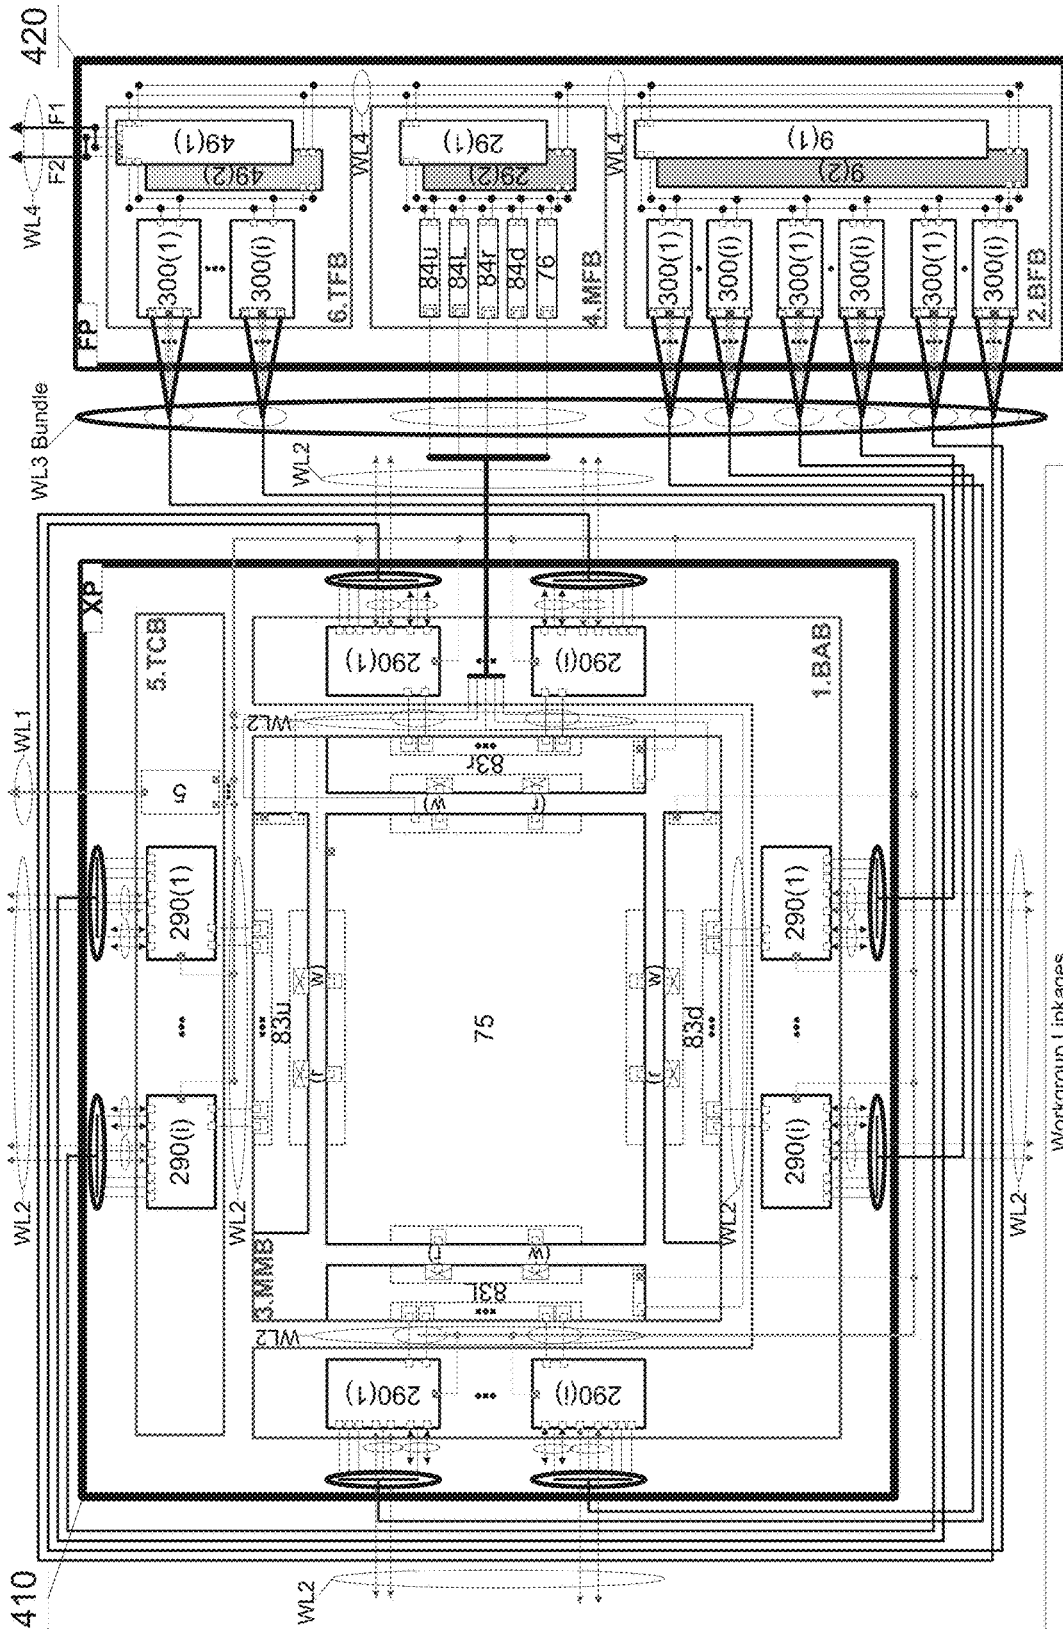 410
420
XP
FP
WL3 Bundle
WL1
WL2
WL2
WL2
WL2
WL4
F2
F1
WL4
WL4
5.TCB
5
290(i)
290(1)
WL2
3.MMB
83u
(r
w)
75
83L
(r)
(w)
83r
w)
(r
83d
(r
w)
WL2
WL2
WL2
290(1)
290(i)
290(1)
290(i)
290(i)
290(1)
1.BAB
6.TFB
49(1)
49(2)
300(1)
300(i)
4.MFB
29(1)
29(2)
84u
84L
84r
84d
76
2.BFB
9(1)
9(2)
300(1)
300(i)
300(1)
300(i)
300(1)
300(i)
Workgroup Linkages